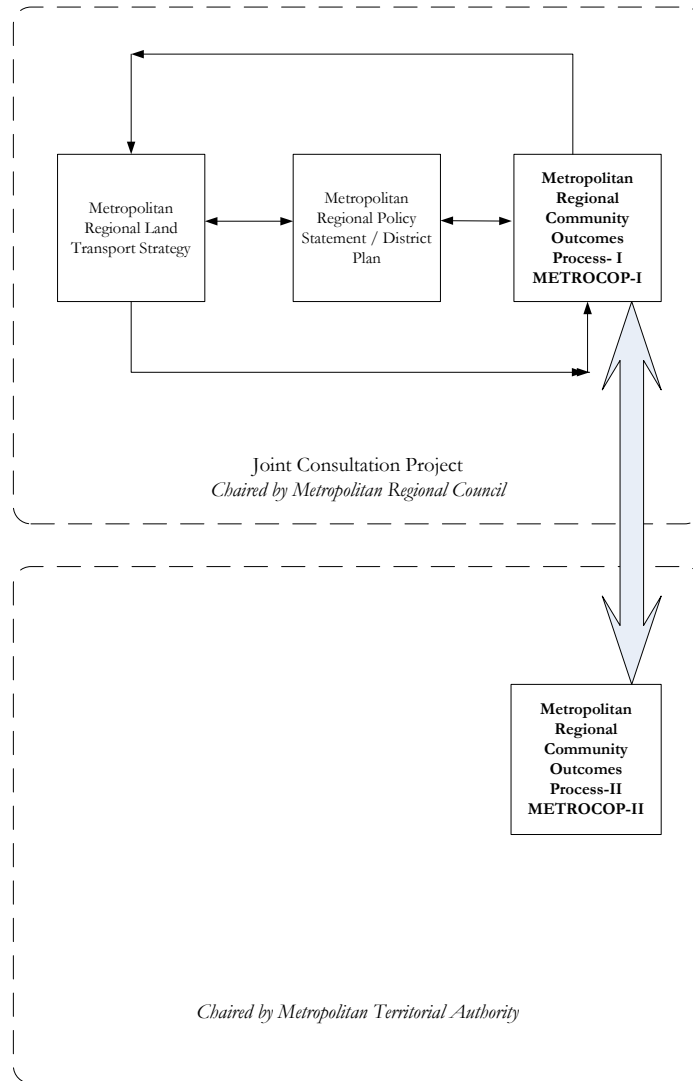 Metropolitan
Regional Land
Transport Strategy
Metropolitan
Regional Policy
Statement / District
Plan
Metropolitan
Regional
Community
Outcomes
Process- I
METROCOP-I
Joint Consultation Project
Chaired by Metropolitan Regional Council
Metropolitan
Regional
Community
Outcomes
Process-II
METROCOP-II
Chaired by Metropolitan Territorial Authority